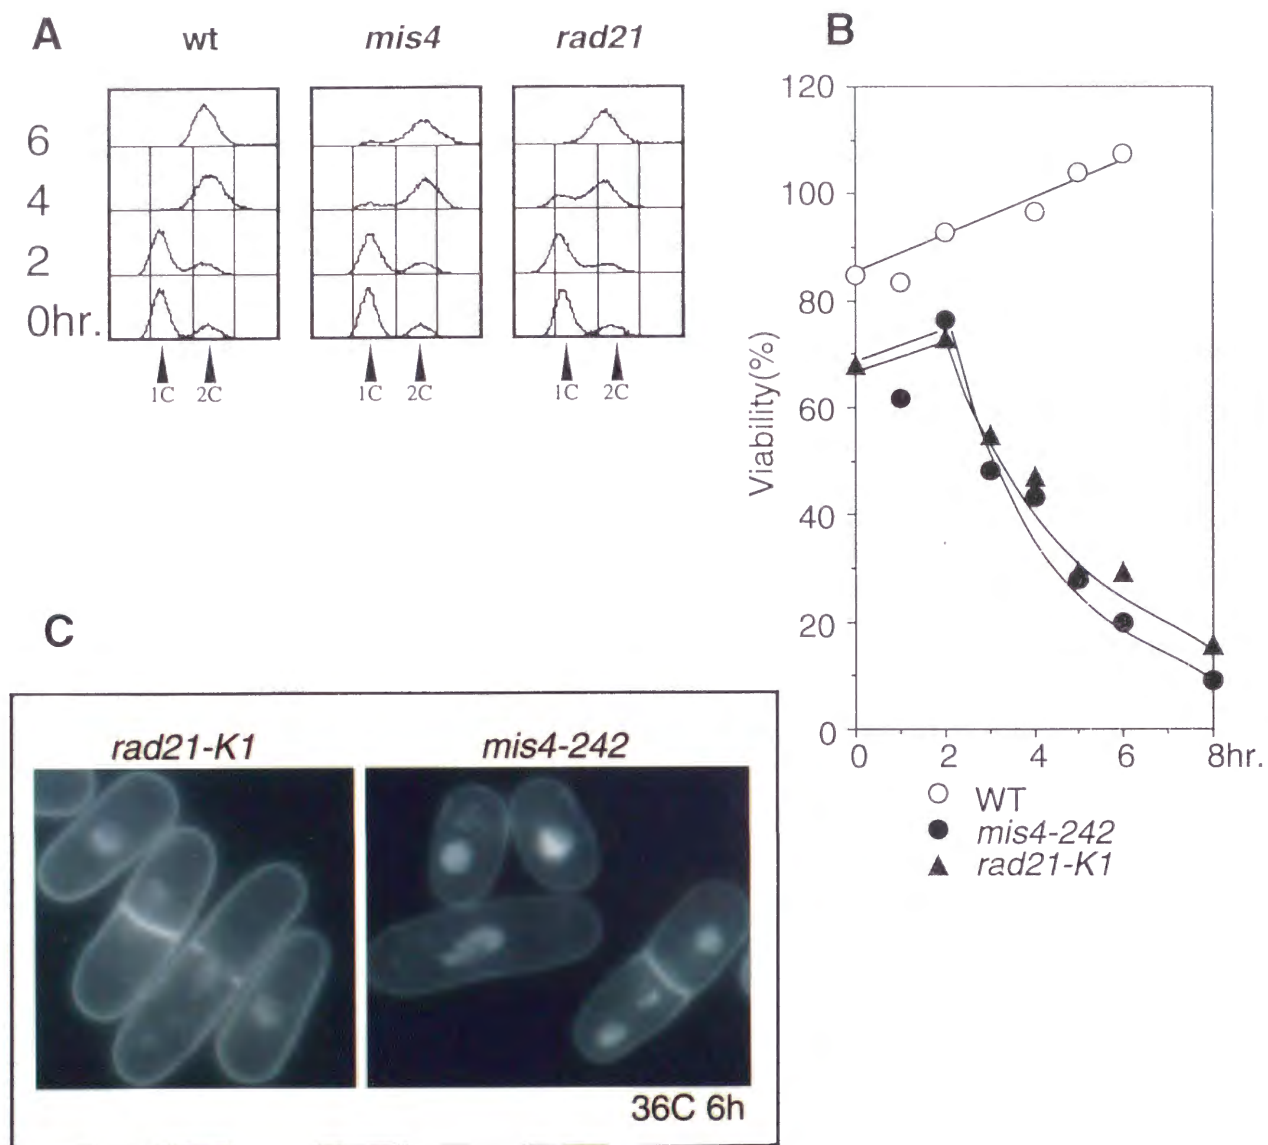 A
wt mis4 rad21
6
4
2
0hr.
1C 2C 1C 2C 1C 2C
B
120
100
80
60
40
20
0
Viability(%)
0 2 4 6 8hr.
WT
mis4-242
rad21-K1
C
rad21-K1 mis4-242
36C 6h